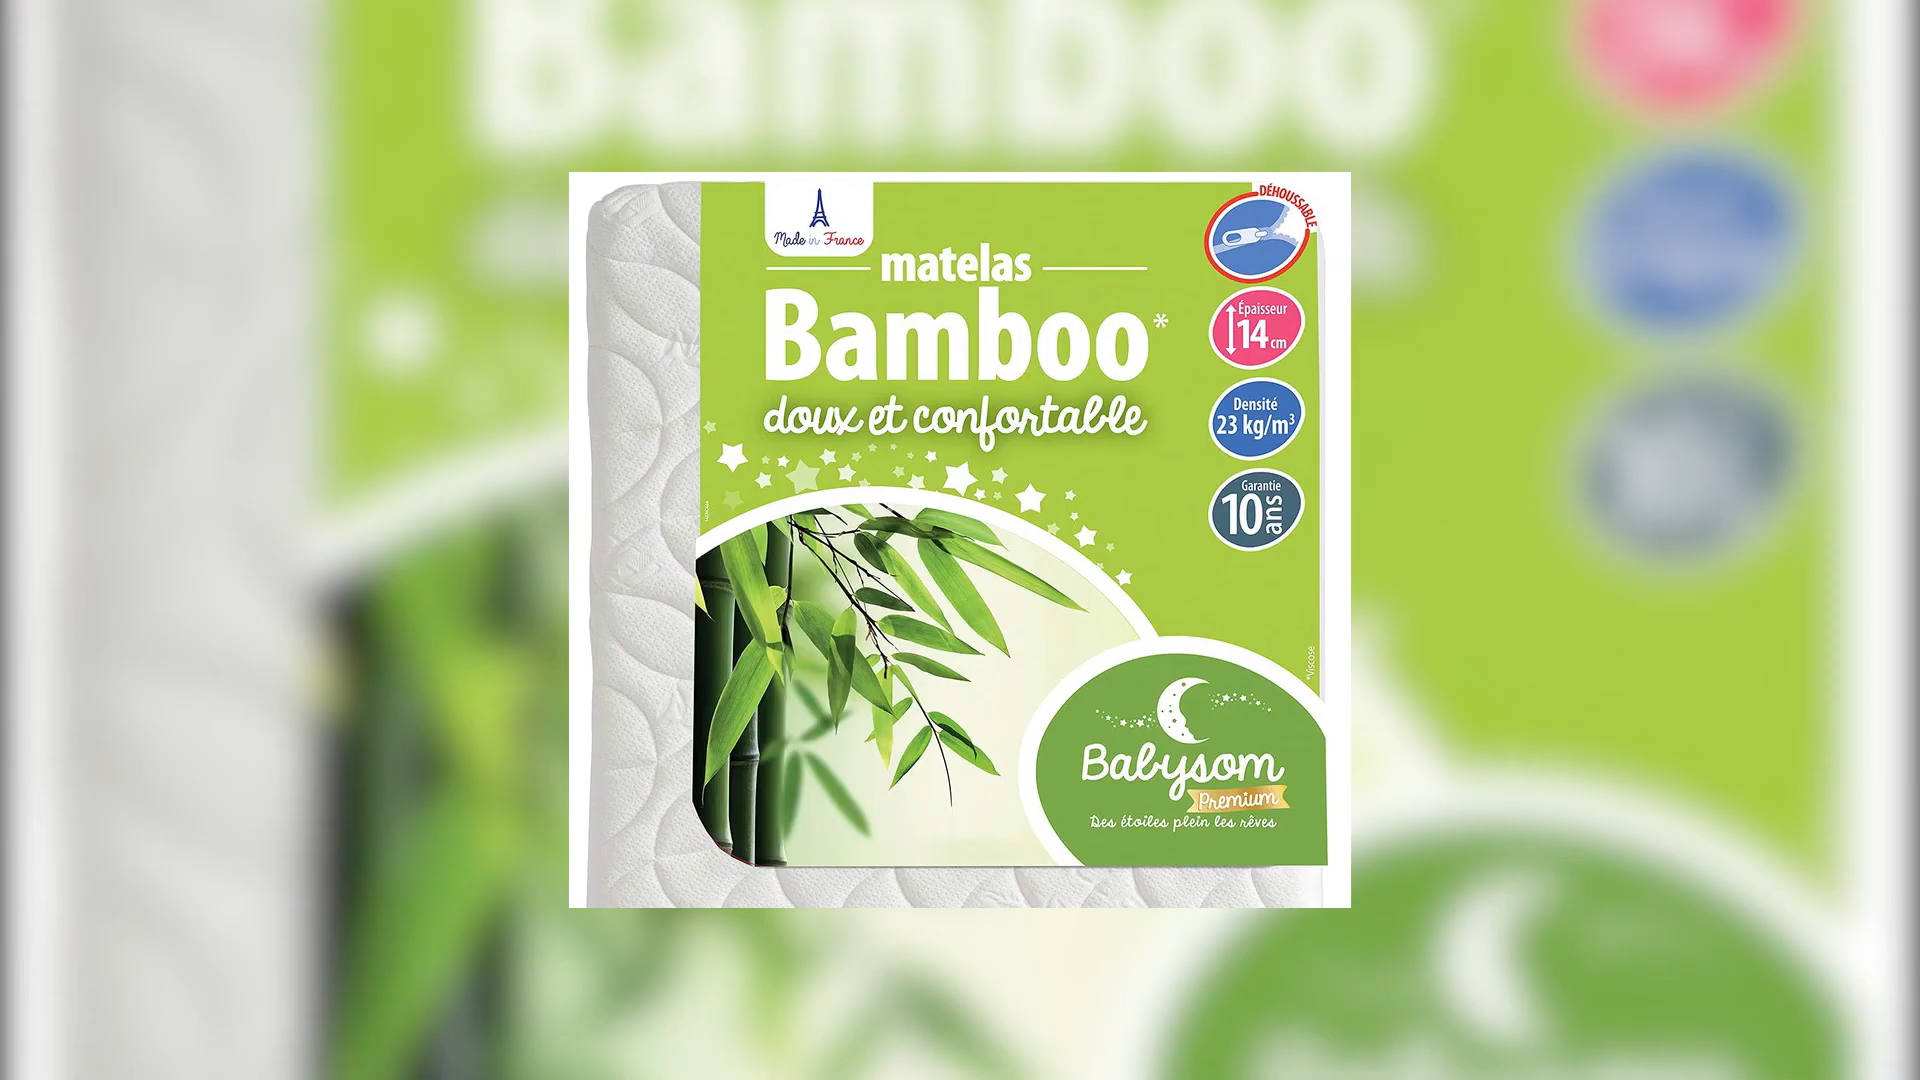 Made in France
matelas
Bamboo*
doux et confortable
DÉHOUSSABLE
Épaisseur
14 cm
Densité
23 kg/m³
Garantie
10 ans
*Viscose
Babysom
Premium
Des étoiles plein les rêves
Bamboo